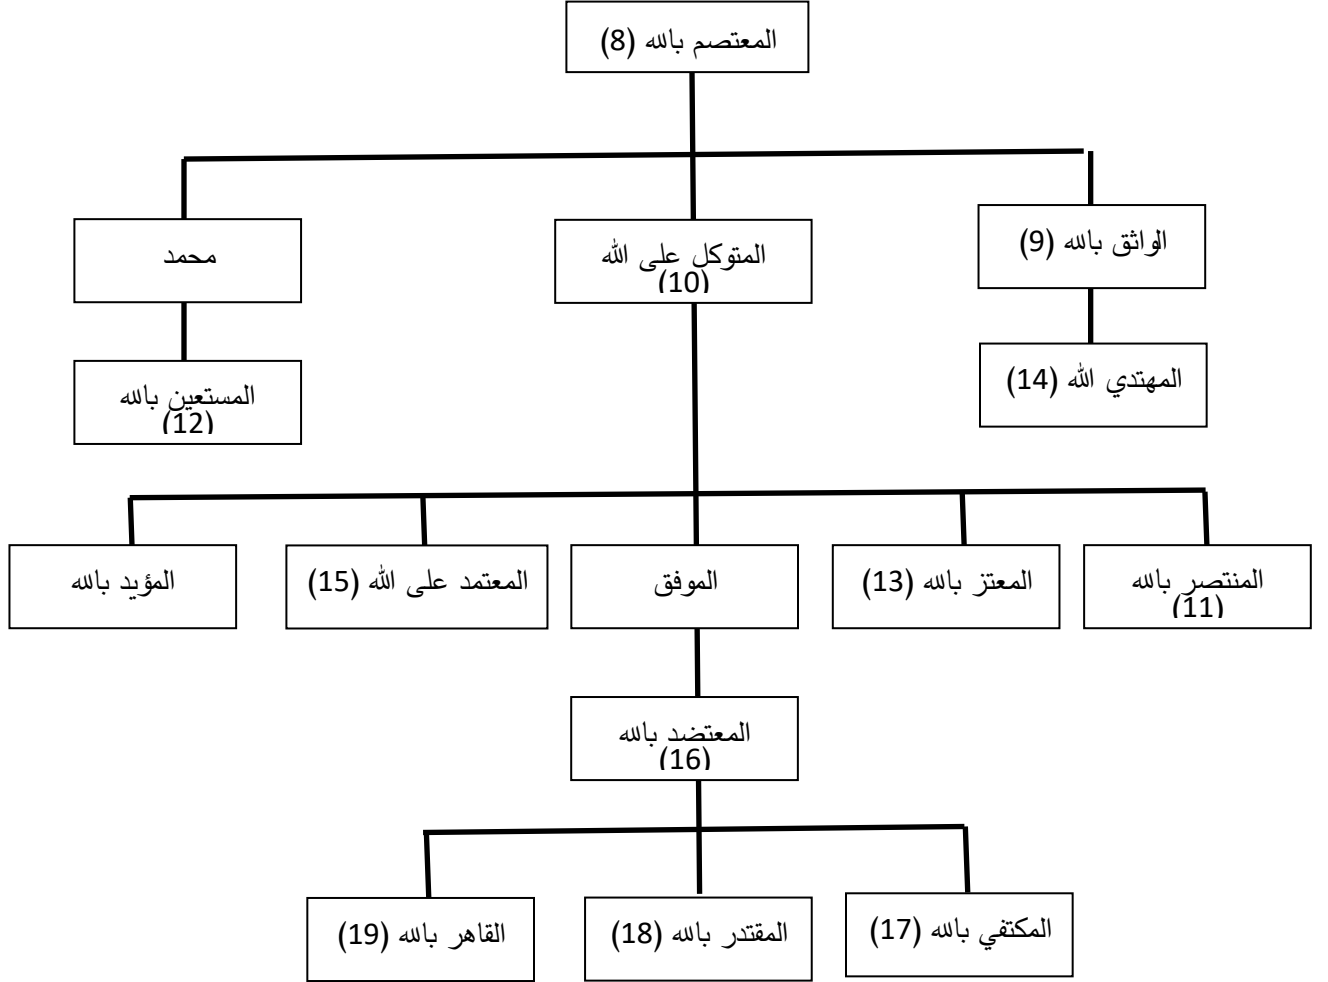 المعتصم بالله (8)
الواثق بالله (9)
المتوكل على الله
(10)
محمد
المهتدي الله (14)
المستعين بالله
(12)
المنتصر بالله
(11)
المعتز بالله (13)
الموفق
المعتمد على الله (15)
المؤيد بالله
المعتضد بالله
(16)
المكتفي بالله (17)
المقتدر بالله (18)
القاهر بالله (19)